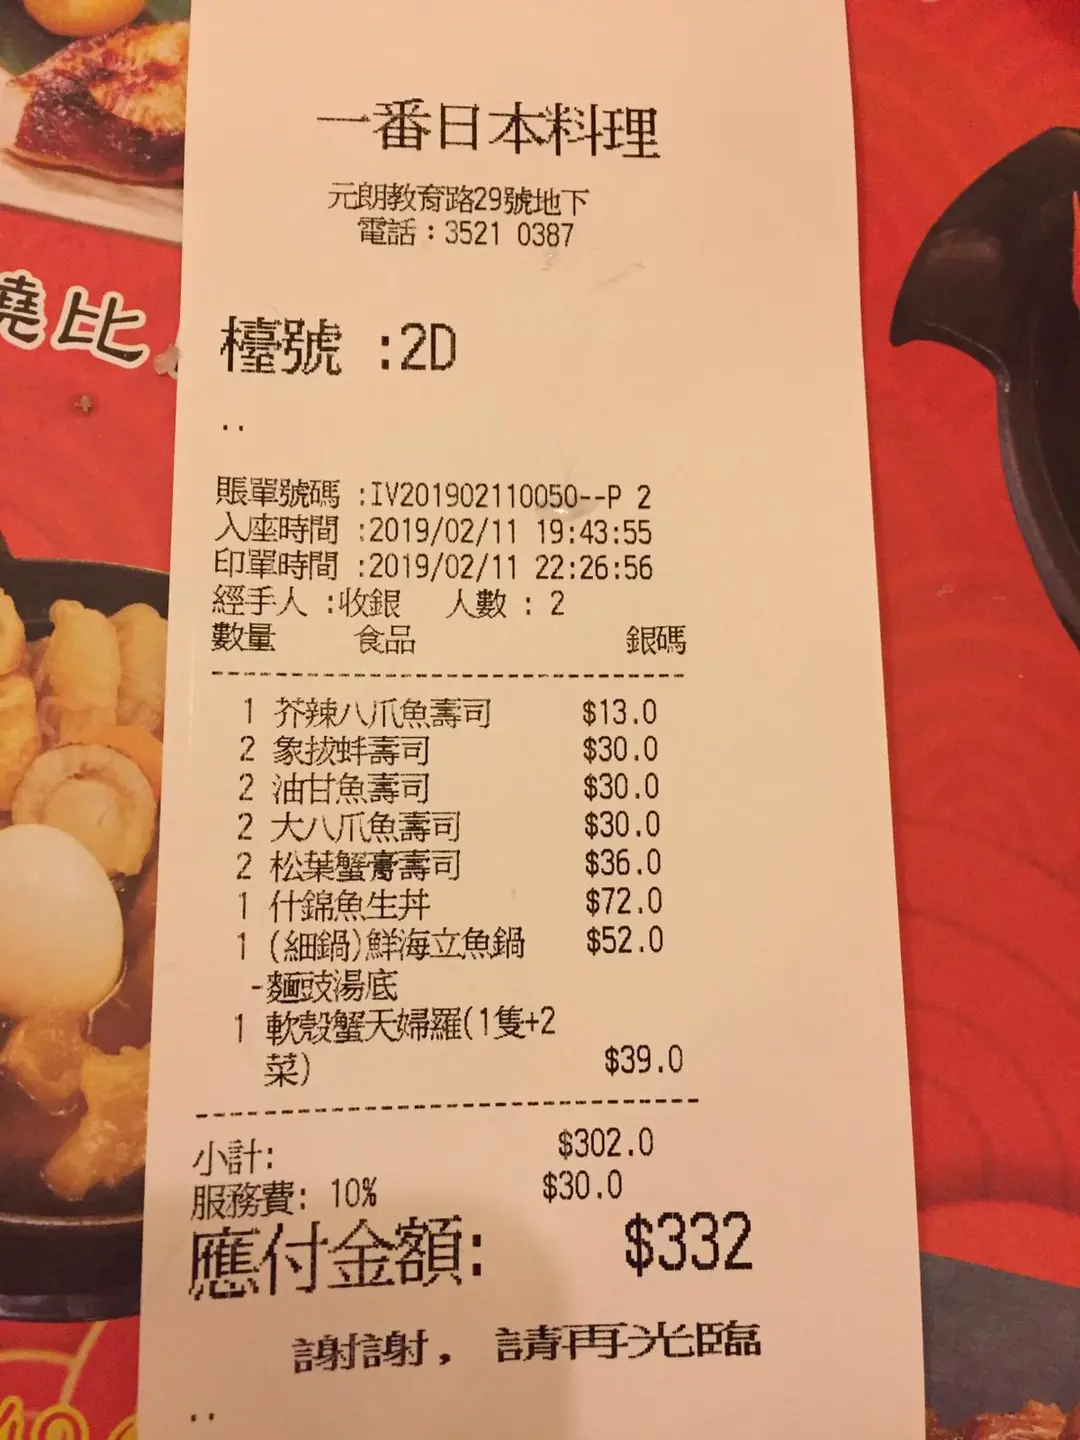 一番日本料理
元朗教育路29號地下
電話：3521 0387
燒比
檯號 :2D
..
賬單號碼 :IV201902110050--P 2
入座時間 :2019/02/11 19:43:55
印單時間 :2019/02/11 22:26:56
經手人 :收銀 人數 : 2
數量 食品 銀碼
1 芥辣八爪魚壽司 $13.0
2 象拔蚌壽司 $30.0
2 油甘魚壽司 $30.0
2 大八爪魚壽司 $30.0
2 松葉蟹膏壽司 $36.0
1 什錦魚生丼 $72.0
1 (細鍋)鮮海立魚鍋 $52.0
-麵豉湯底
1 軟殼蟹天婦羅(1隻+2
菜) $39.0
小計: $302.0
服務費: 10% $30.0
應付金額: $332
謝謝，請再光臨
..